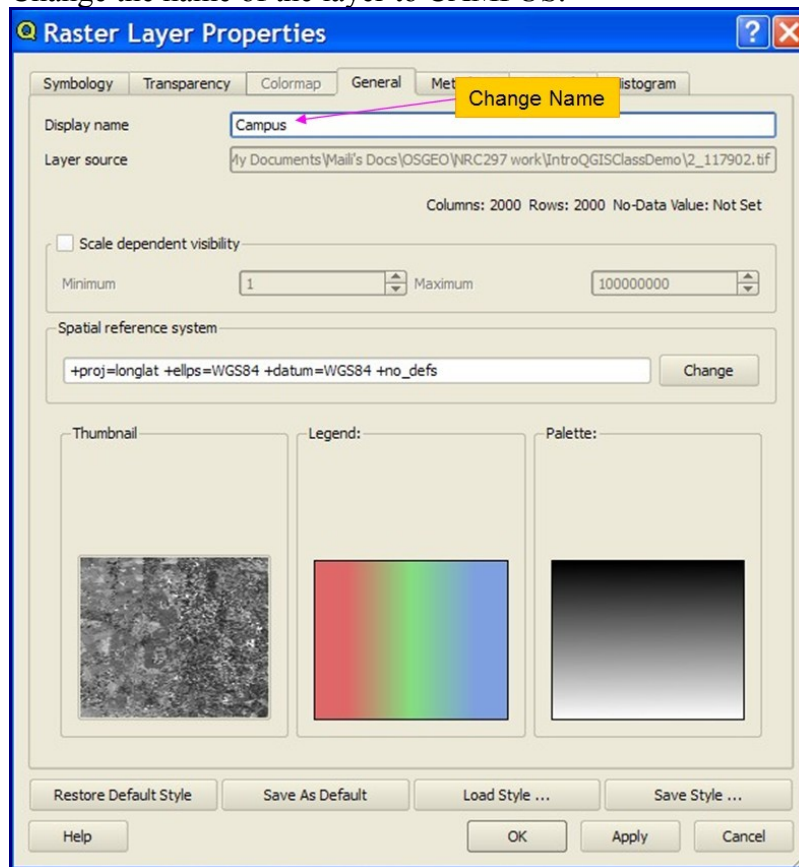 Change the name of the layer to CAMPUS.
Raster Layer Properties
Symbology Transparency Colormap General Histogram
Change Name
Display name Campus
Layer source My Documents\Maili's Docs\OSGEO\NRC297 work\IntroQGISClassDemo\2_117902.tif
Columns: 2000 Rows: 2000 No-Data Value: Not Set
Scale dependent visibility
Minimum 1 Maximum 100000000
Spatial reference system
+proj=longlat +ellps=WGS84 +datum=WGS84 +no_defs Change
Thumbnail Legend: Palette:
Restore Default Style Save As Default Load Style ... Save Style ...
Help OK Apply Cancel